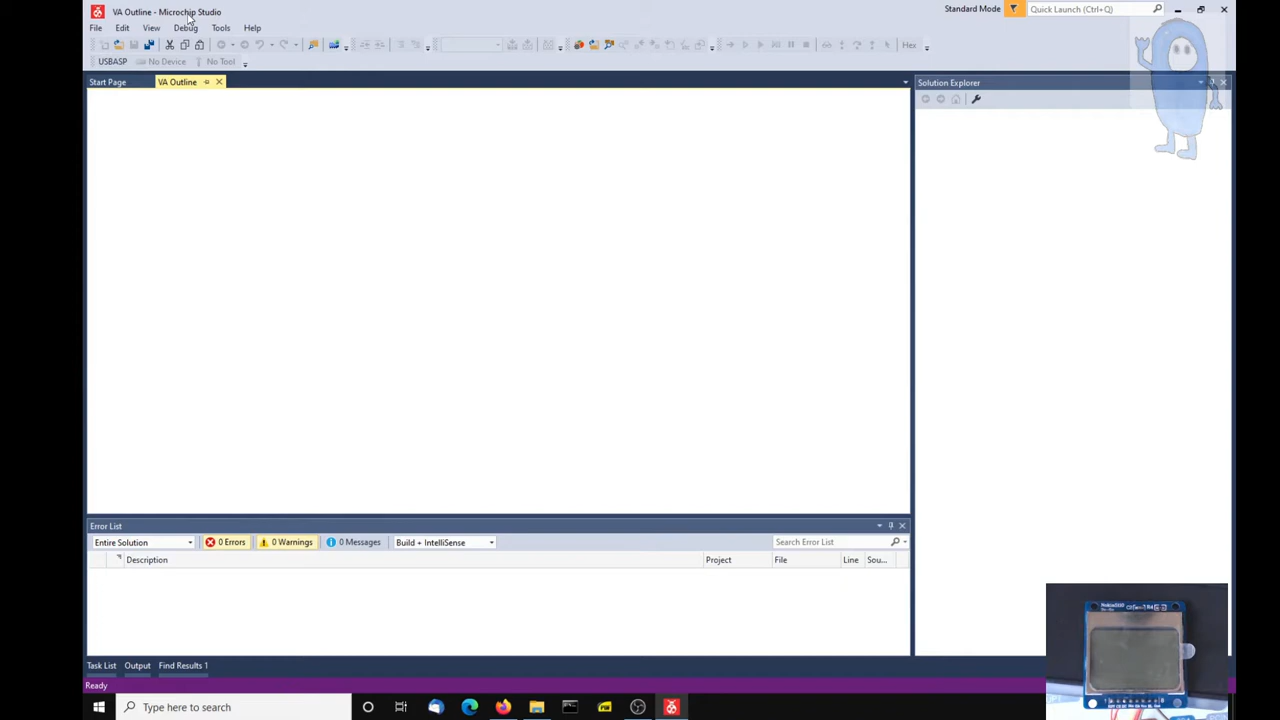 VA Outline - Microchip Studio
Standard Mode
Quick Launch (Ctrl+Q)
File Edit View Debug Tools Help
Hex
USBASP No Device No Tool
Start Page VA Outline
Solution Explorer
Error List
Entire Solution 0 Errors 0 Warnings 0 Messages Build + IntelliSense Search Error List
Description Project File Line Sou...
Task List Output Find Results 1
Ready
Type here to search